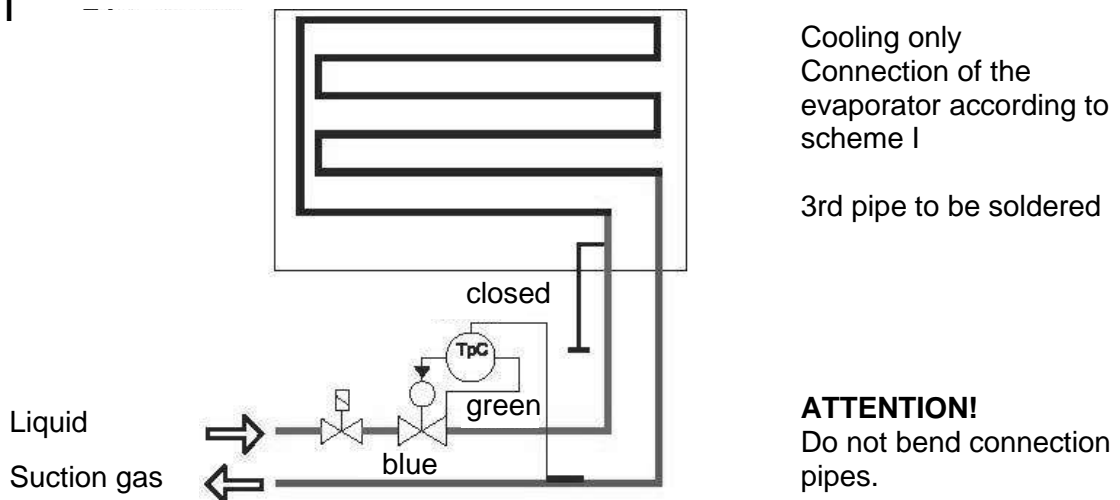 Cooling only
Connection of the
evaporator according to
scheme I
3rd pipe to be soldered
closed
TpC
green
Liquid
blue
Suction gas
ATTENTION!
Do not bend connection
pipes.